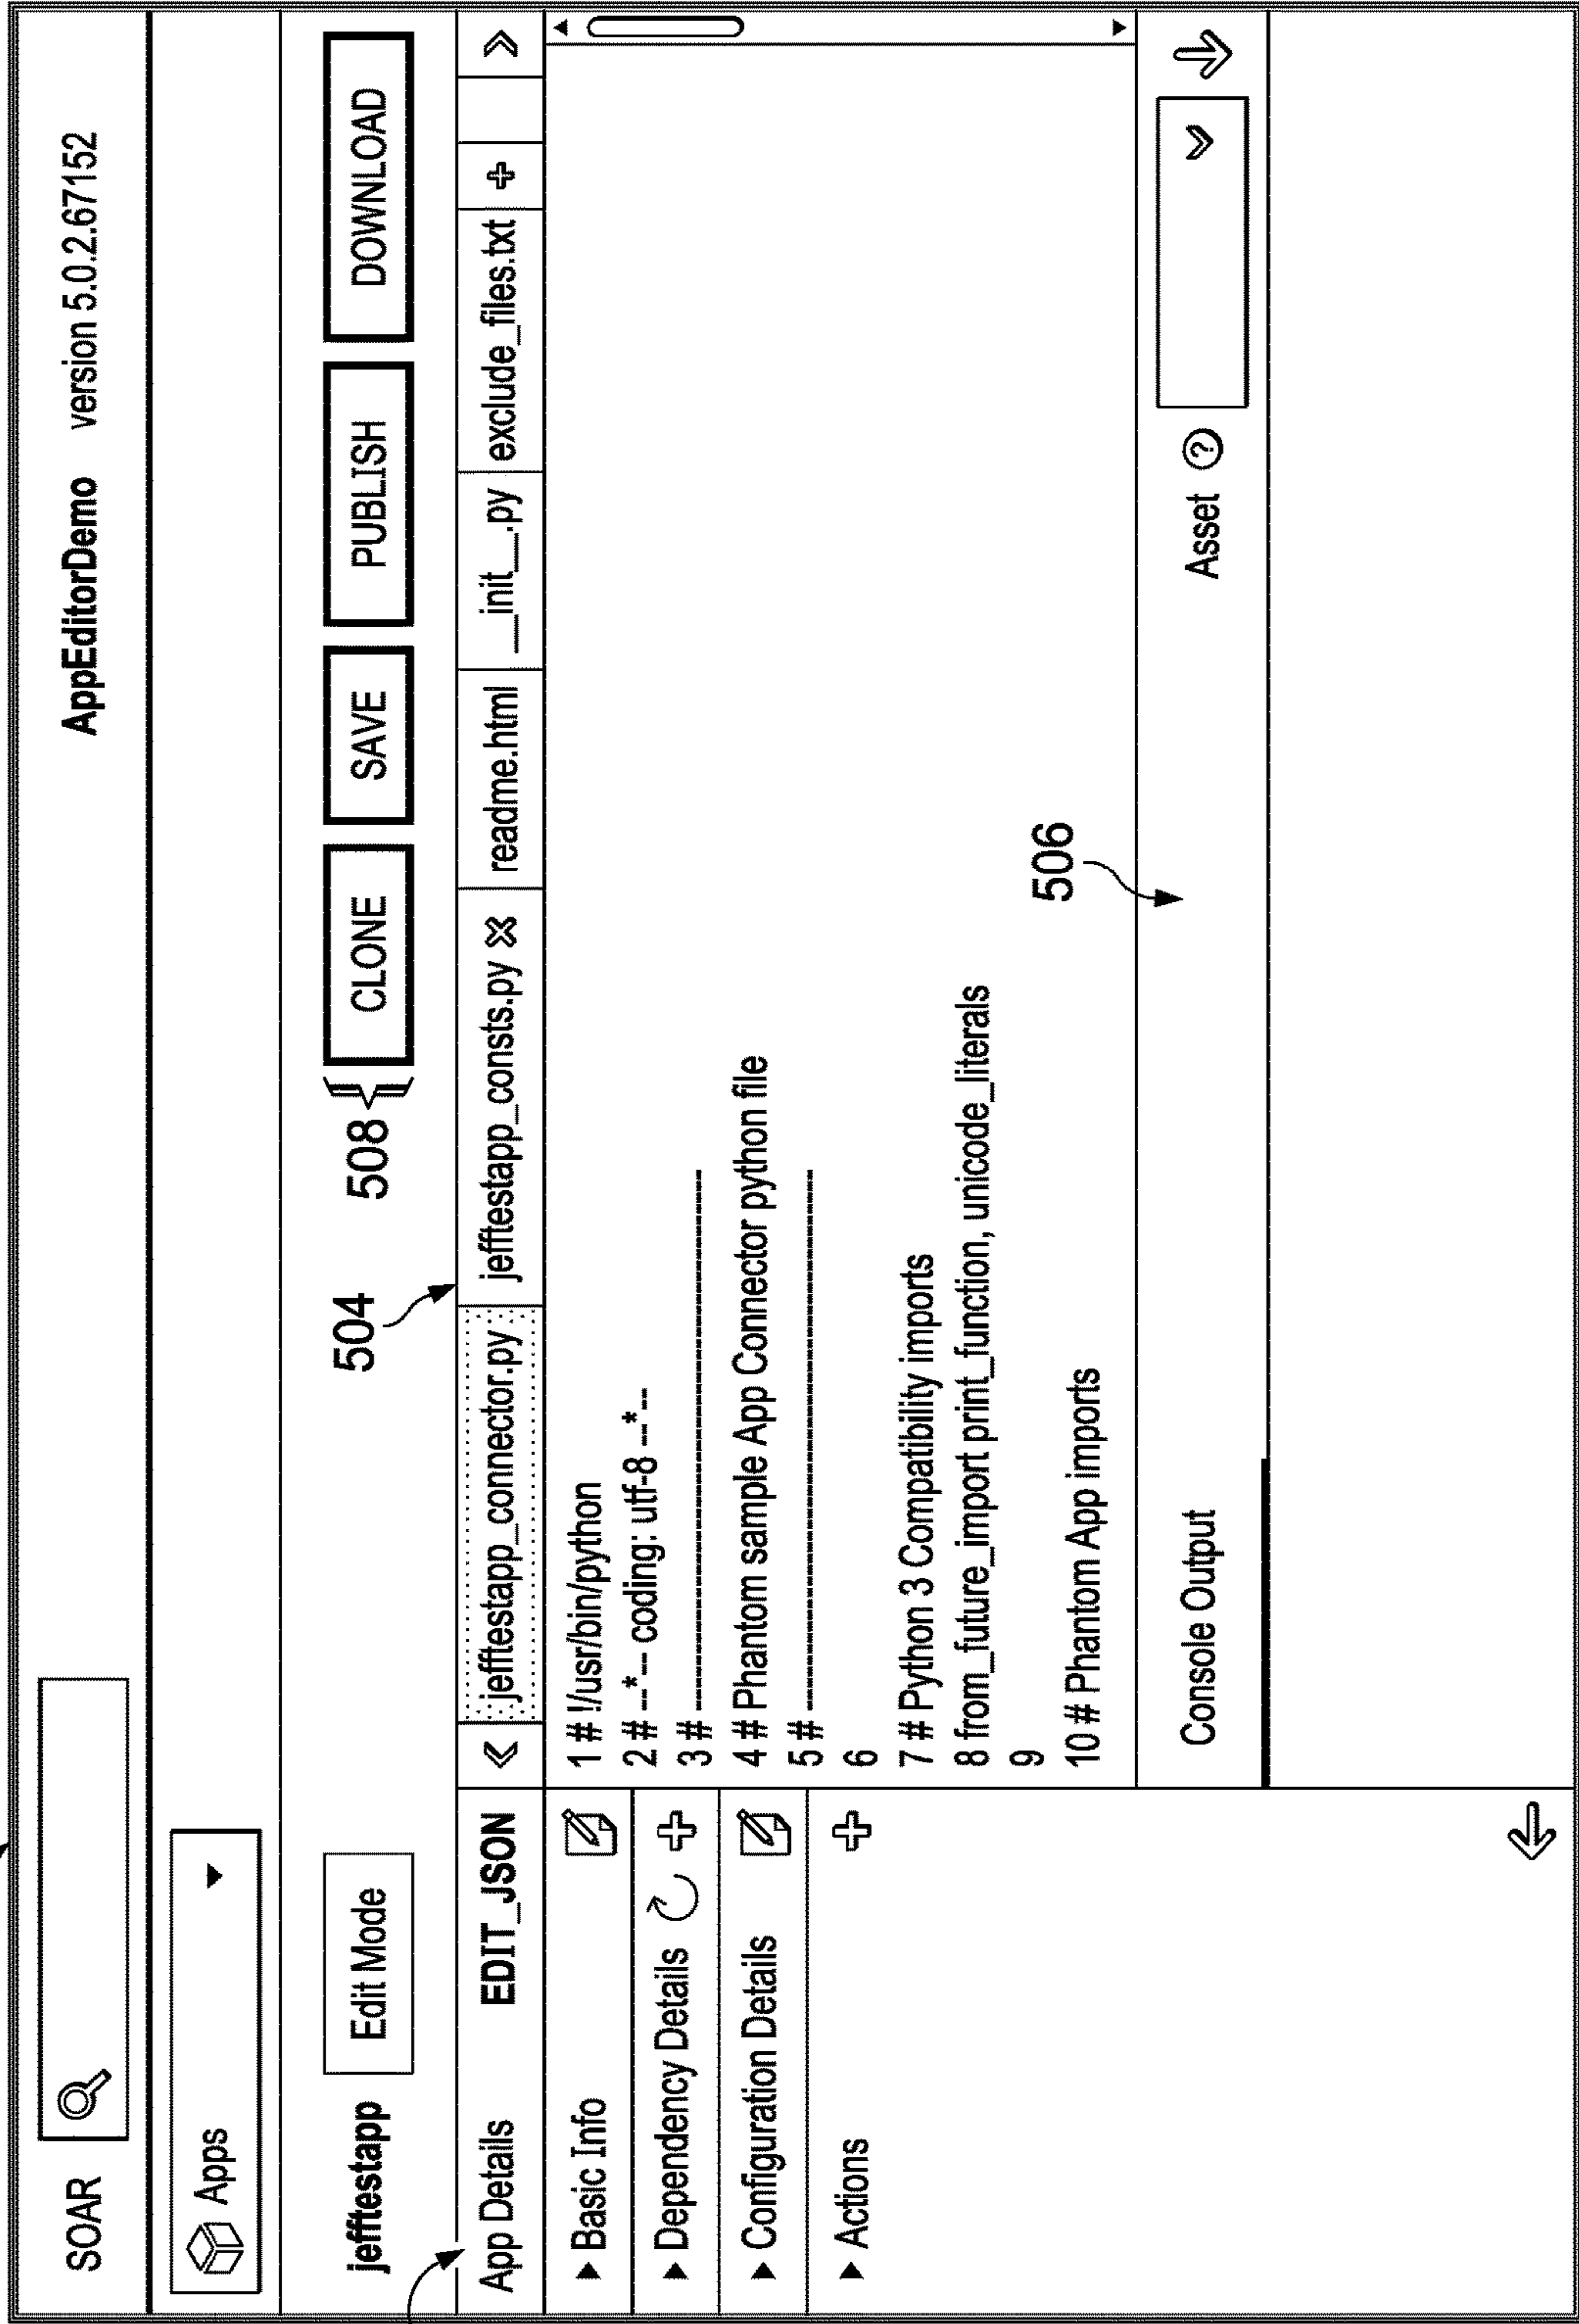 SOAR AppEditorDemo version 5.0.2.67152
Apps
jefftestapp Edit Mode 508 CLONE SAVE PUBLISH DOWNLOAD
504
App Details EDIT_JSON jefftestapp_connector.py jefftestapp_consts.py readme.html __init__.py exclude_files.txt
Basic Info
Dependency Details
Configuration Details
Actions
1 # !/usr/bin/python
2 # --*-- coding: utf-8 --*--
3 # -----------------------------------------
4 # Phantom sample App Connector python file
5 # -----------------------------------------
6
7 # Python 3 Compatibility imports
8 from_future_import print_function, unicode_literals
9
10 # Phantom App imports
506
Console Output Asset ?